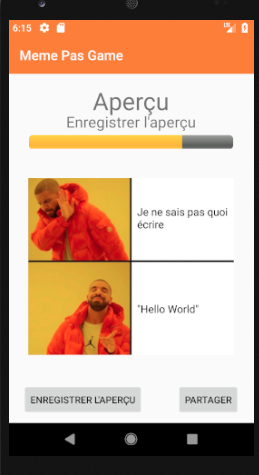 6:15
Meme Pas Game
Aperçu
Enregistrer l'aperçu
Je ne sais pas quoi
écrire
"Hello World"
ENREGISTRER L'APERÇU
PARTAGER